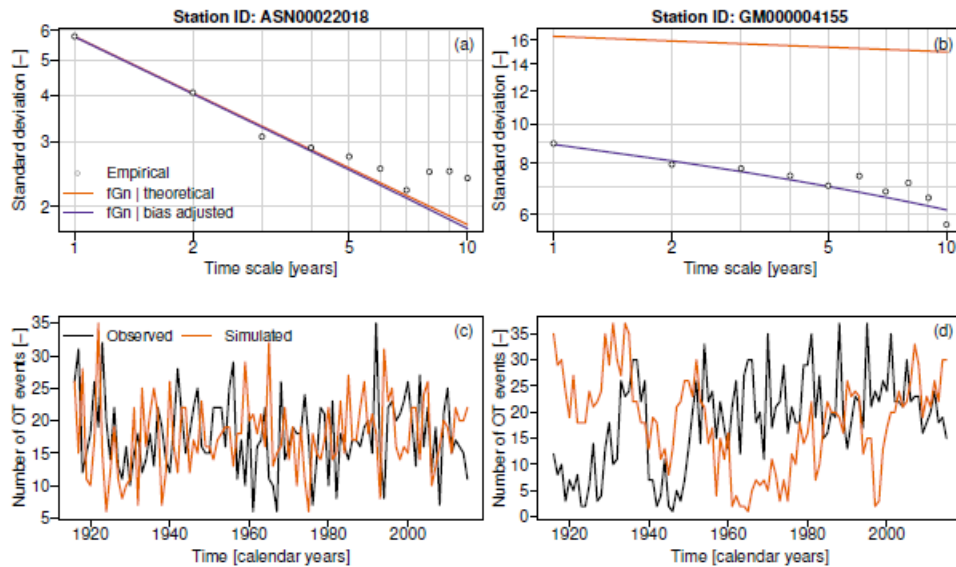 Station ID: ASN00022018
Station ID: GM000004155
Standard deviation [–]
6
5
4
3
2
(a)
Empirical
fGn | theoretical
fGn | bias adjusted
1 2 5 10
Time scale [years]
Standard deviation [–]
16
14
10
8
6
(b)
1 2 5 10
Time scale [years]
Number of OT events [–]
35
30
25
20
15
10
5
Observed Simulated (c)
1920 1940 1960 1980 2000
Time [calendar years]
Number of OT events [–]
35
30
25
20
15
10
5
0
(d)
1920 1940 1960 1980 2000
Time [calendar years]